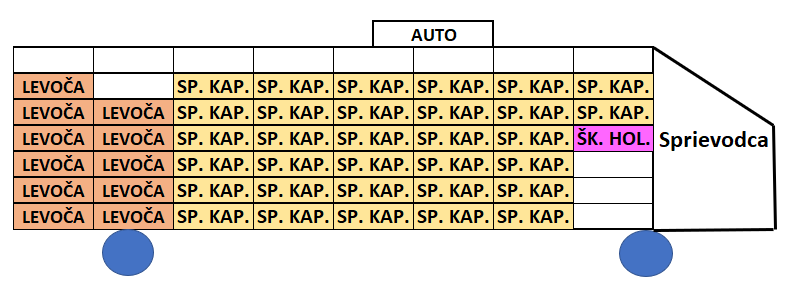 AUTO
LEVOČA SP. KAP. SP. KAP. SP. KAP. SP. KAP. SP. KAP. SP. KAP.
LEVOČA LEVOČA SP. KAP. SP. KAP. SP. KAP. SP. KAP. SP. KAP. SP. KAP.
LEVOČA LEVOČA SP. KAP. SP. KAP. SP. KAP. SP. KAP. SP. KAP. ŠK. HOL. Sprievodca
LEVOČA LEVOČA SP. KAP. SP. KAP. SP. KAP. SP. KAP. SP. KAP.
LEVOČA LEVOČA SP. KAP. SP. KAP. SP. KAP. SP. KAP. SP. KAP.
LEVOČA LEVOČA SP. KAP. SP. KAP. SP. KAP. SP. KAP. SP. KAP.